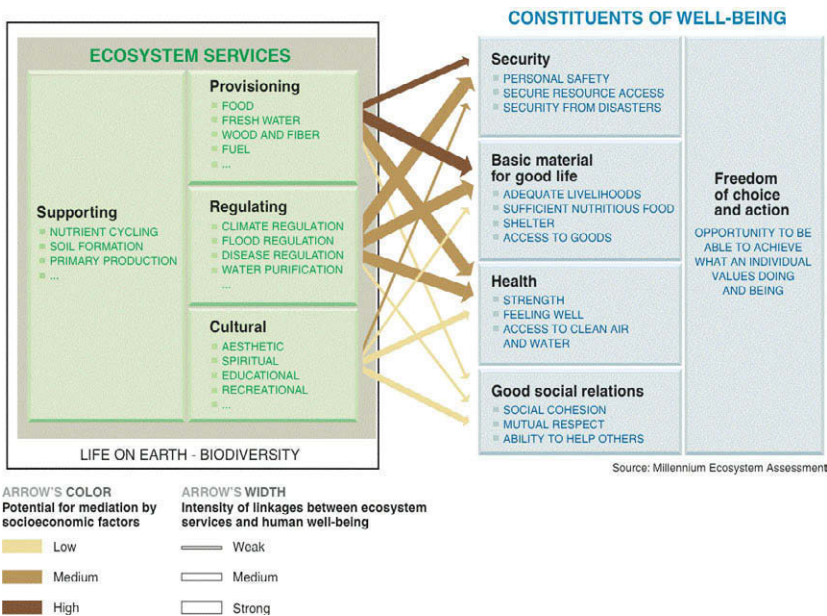 CONSTITUENTS OF WELL-BEING
ECOSYSTEM SERVICES
Supporting
NUTRIENT CYCLING
SOIL FORMATION
PRIMARY PRODUCTION
...
Provisioning
FOOD
FRESH WATER
WOOD AND FIBER
FUEL
...
Regulating
CLIMATE REGULATION
FLOOD REGULATION
DISEASE REGULATION
WATER PURIFICATION
...
Cultural
AESTHETIC
SPIRITUAL
EDUCATIONAL
RECREATIONAL
...
LIFE ON EARTH - BIODIVERSITY
Security
PERSONAL SAFETY
SECURE RESOURCE ACCESS
SECURITY FROM DISASTERS
Basic material
for good life
ADEQUATE LIVELIHOODS
SUFFICIENT NUTRITIOUS FOOD
SHELTER
ACCESS TO GOODS
Health
STRENGTH
FEELING WELL
ACCESS TO CLEAN AIR
AND WATER
Good social relations
SOCIAL COHESION
MUTUAL RESPECT
ABILITY TO HELP OTHERS
Freedom
of choice
and action
OPPORTUNITY TO BE
ABLE TO ACHIEVE
WHAT AN INDIVIDUAL
VALUES DOING
AND BEING
Source: Millennium Ecosystem Assessment
ARROW'S COLOR
Potential for mediation by
socioeconomic factors
Low
Medium
High
ARROW'S WIDTH
Intensity of linkages between ecosystem
services and human well-being
Weak
Medium
Strong